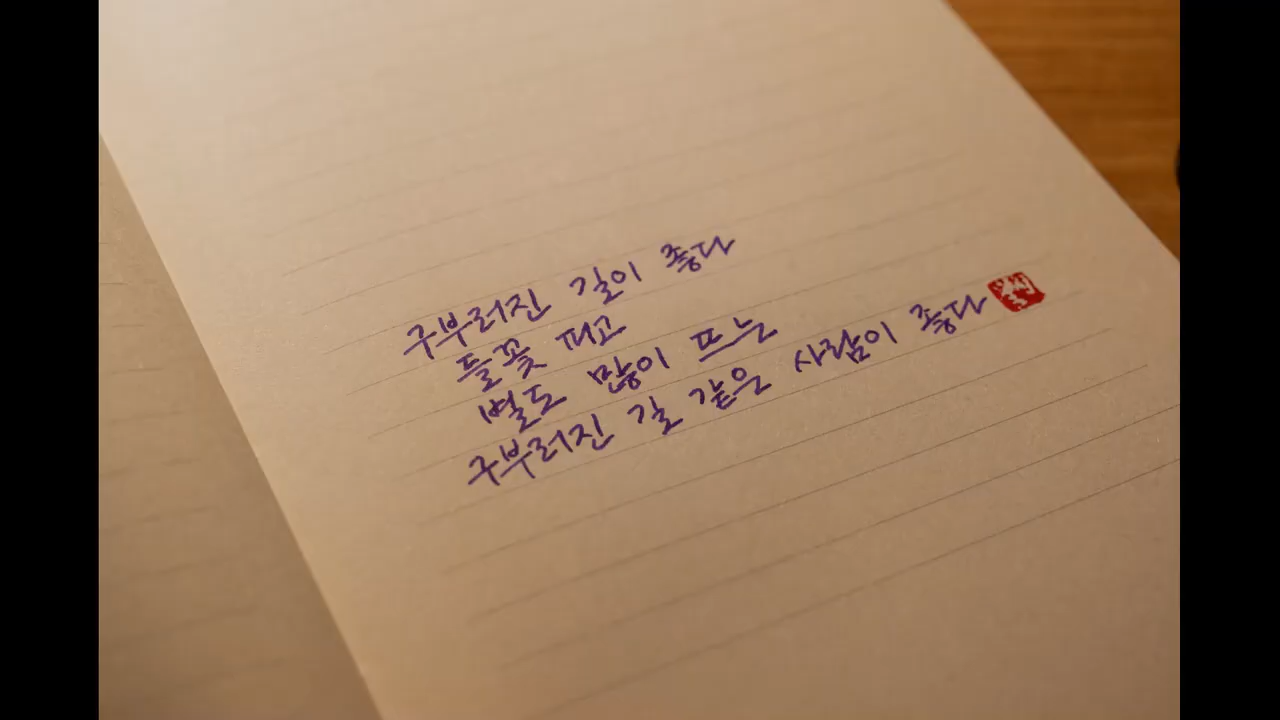 구부러진 길이 좋다
들꽃 피고
별도 많이 뜨는
구부러진 길 같은 사람이 좋다